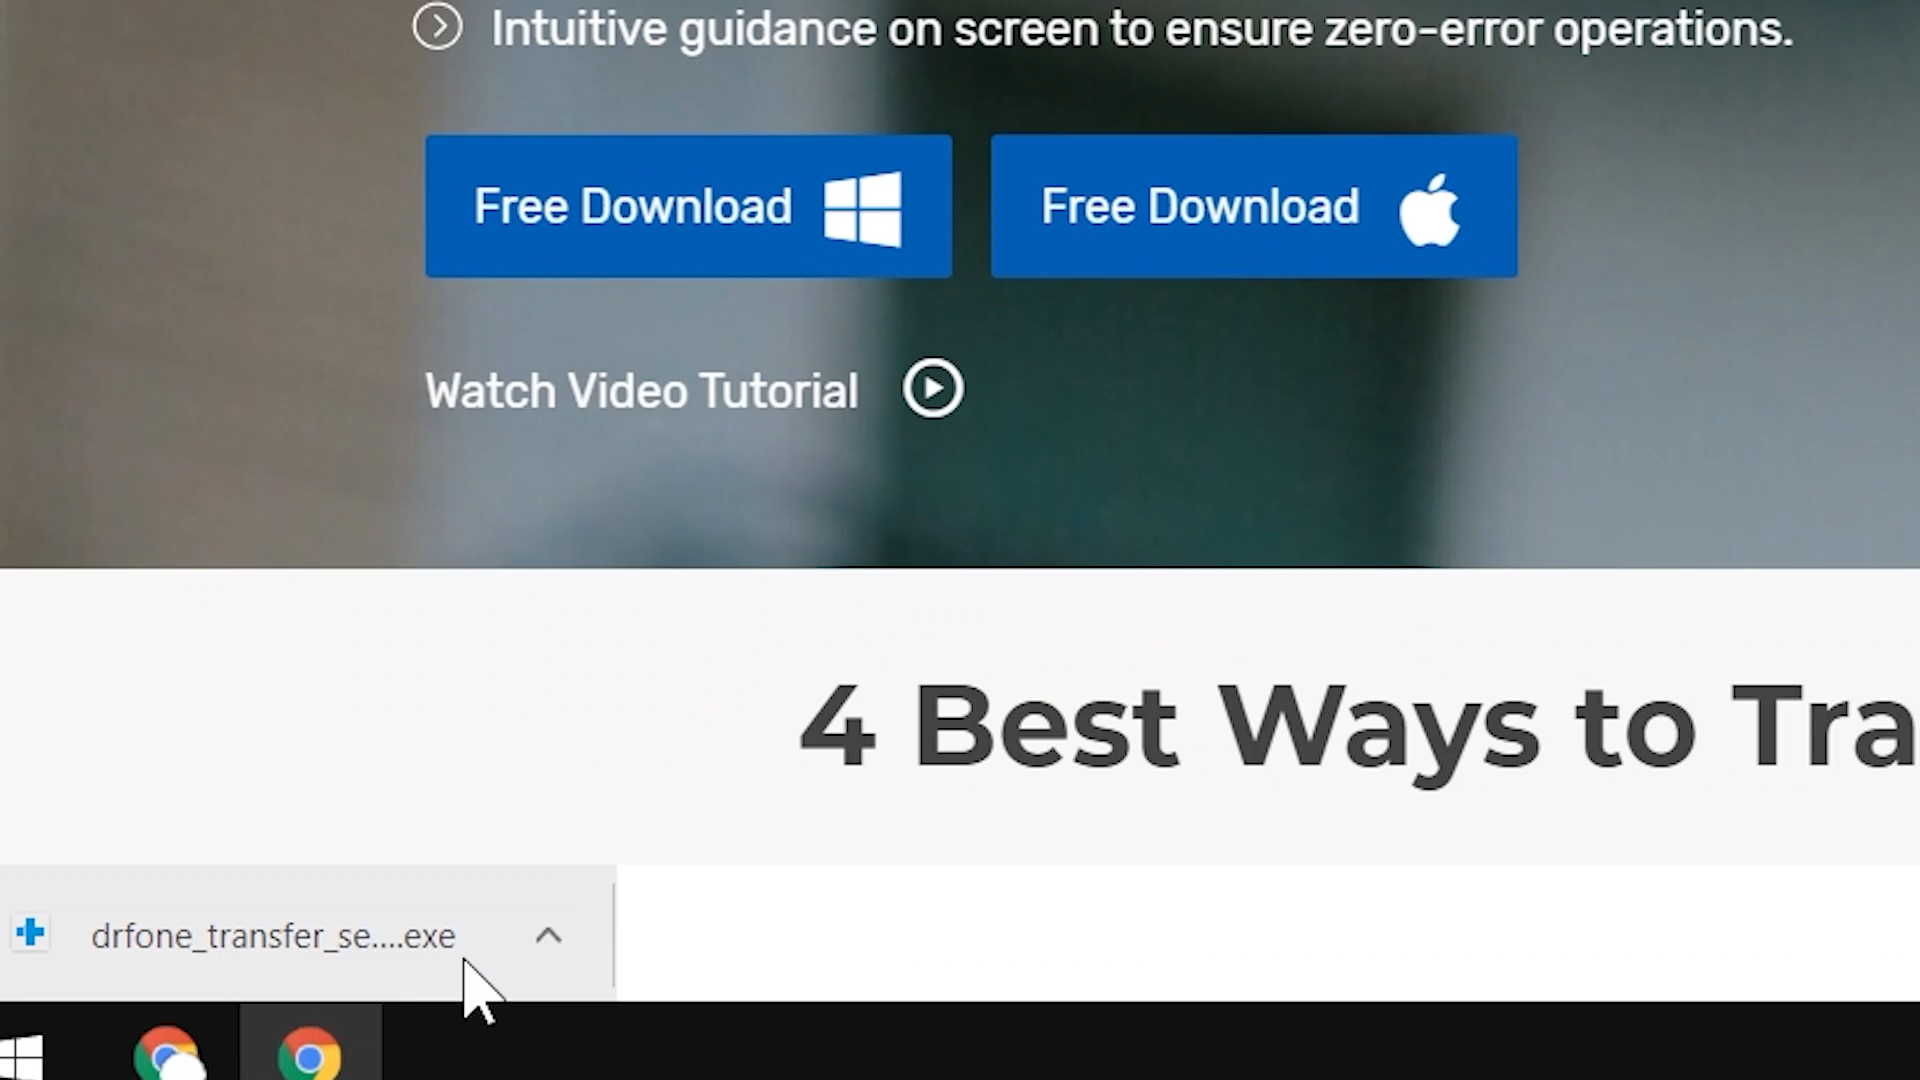 Intuitive guidance on screen to ensure zero-error operations.
Free Download
Free Download
Watch Video Tutorial
4 Best Ways to Tra
drfone_transfer_se....exe